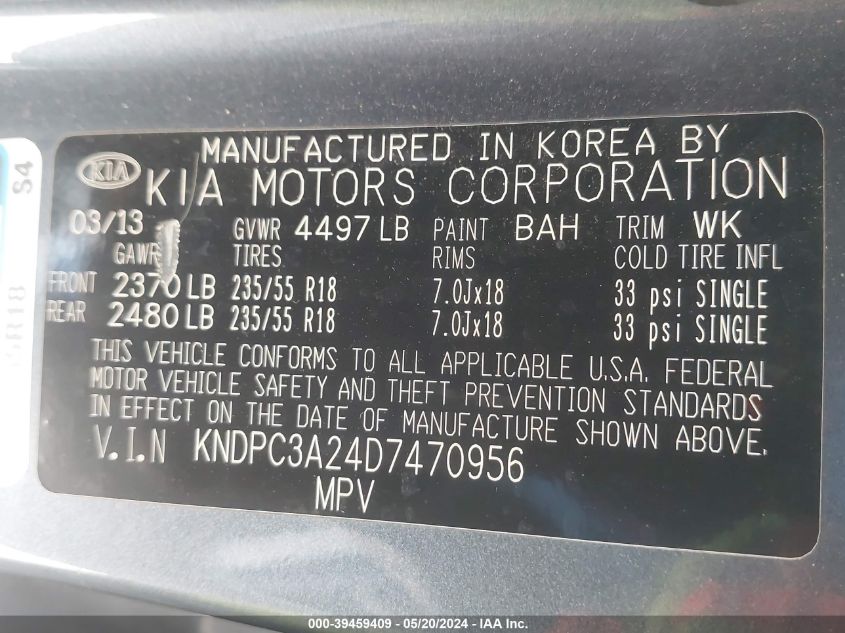 S4
R18
KIA
MANUFACTURED IN KOREA BY
KIA MOTORS CORPORATION
03/13 GVWR 4497 LB PAINT BAH TRIM WK
GAWR TIRES RIMS COLD TIRE INFL
FRONT 2370 LB 235/55 R18 7.0Jx18 33 psi SINGLE
REAR 2480 LB 235/55 R18 7.0Jx18 33 psi SINGLE
THIS VEHICLE CONFORMS TO ALL APPLICABLE U.S.A. FEDERAL
MOTOR VEHICLE SAFETY AND THEFT PREVENTION STANDARDS
IN EFFECT ON THE DATE OF MANUFACTURE SHOWN ABOVE.
V.I.N KNDPC3A24D7470956
MPV
000-39459409 | 05/20/2024 | IAA Inc.